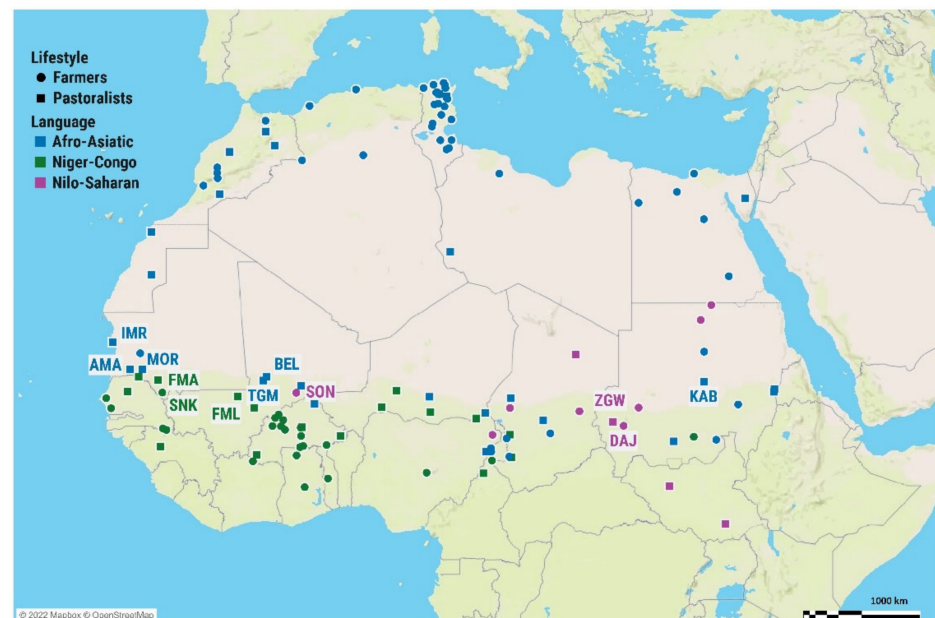 Lifestyle
Farmers
Pastoralists
Language
Afro-Asiatic
Niger-Congo
Nilo-Saharan
IMR
AMA
MOR
FMA
SNK
BEL
TGM
SON
FML
ZGW
DAJ
KAB
1000 km
© 2022 Mapbox © OpenStreetMap